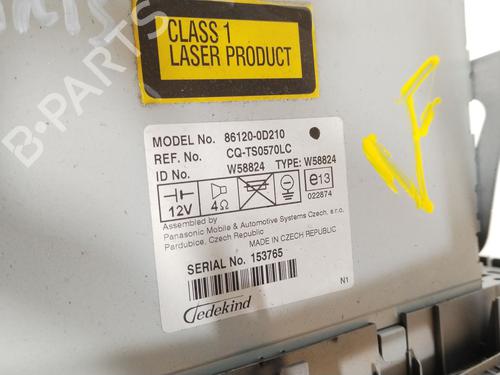 B-PARTS
CLASS 1
LASER PRODUCT
MODEL No. 86120-0D210
REF. No. CQ-TS0570LC
ID No. W58824 TYPE: W58824
12V 4Ω e13
022874
Assembled by
Panasonic Mobile & Automotive Systems Czech, s.r.o.
Pardubice, Czech Republic
MADE IN CZECH REPUBLIC
SERIAL No. 153765
N1
Tedekind
B-PARTS